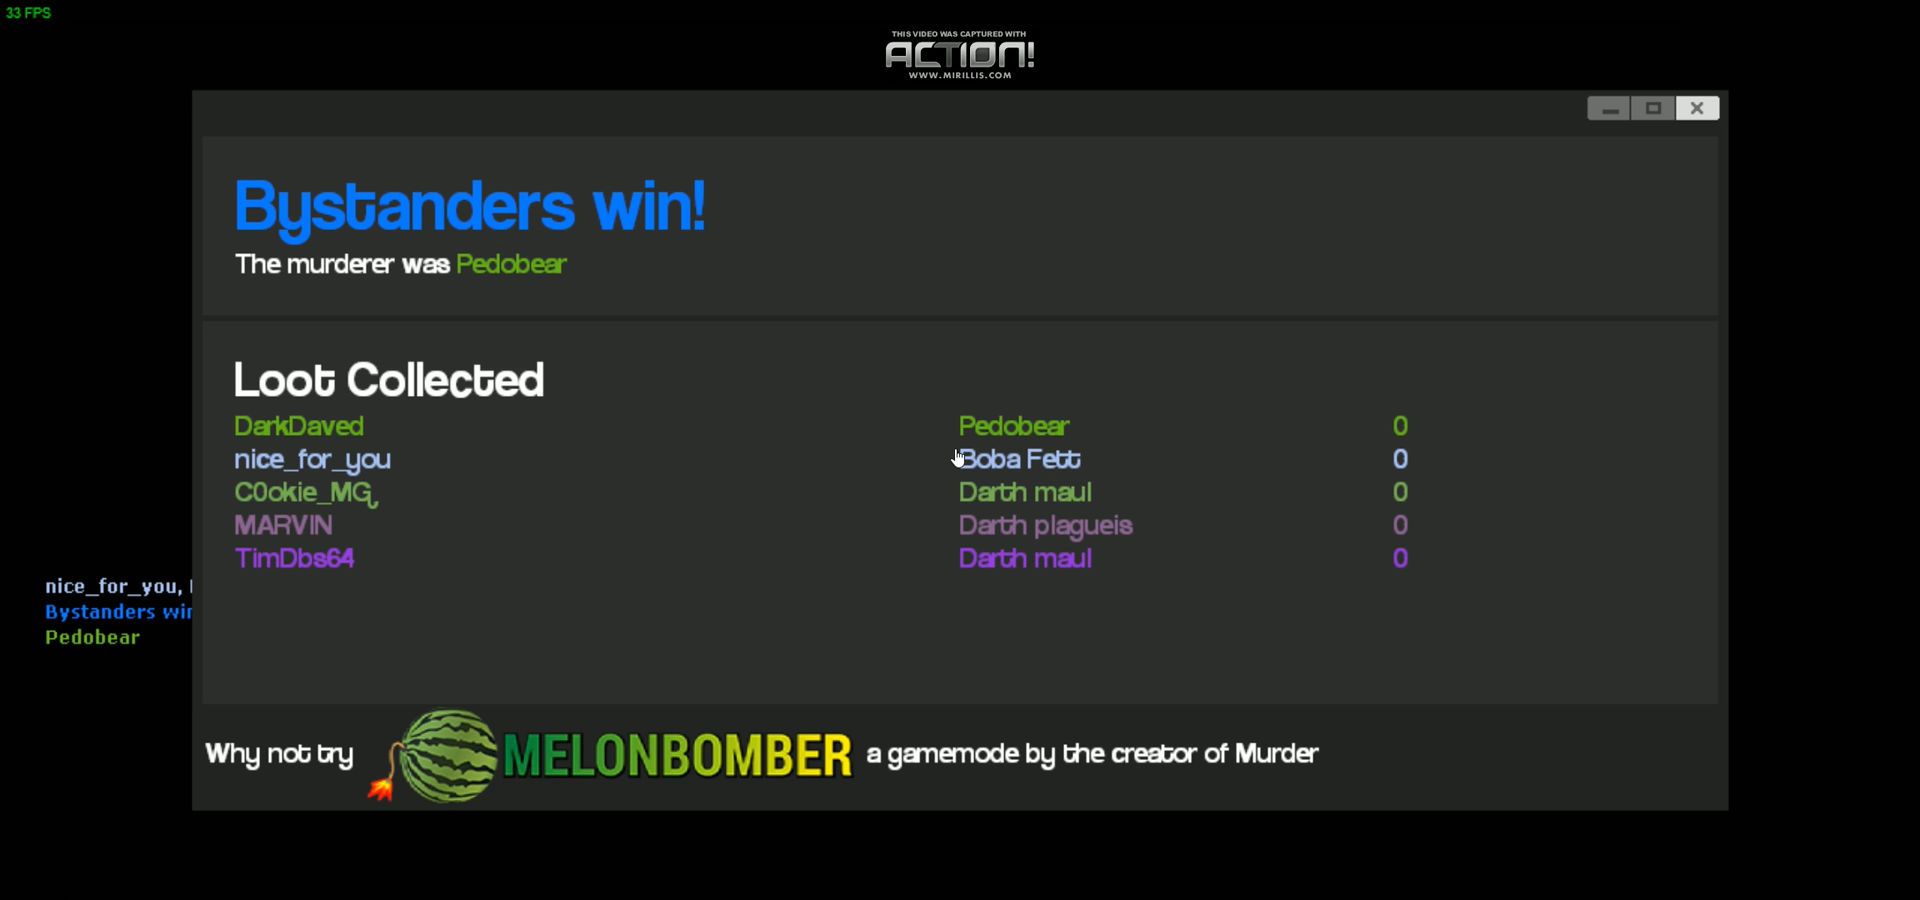 33 FPS
THIS VIDEO WAS CAPTURED WITH
ACTION!
WWW.MIRILLIS.COM
Bystanders win!
The murderer was Pedobear
Loot Collected
DarkDaved Pedobear 0
nice_for_you Boba Fett 0
C0okie_MG Darth maul 0
MARVIN Darth plagueis 0
TimDbs64 Darth maul 0
nice_for_you,
Bystanders win
Pedobear
Why not try MELONBOMBER a gamemode by the creator of Murder